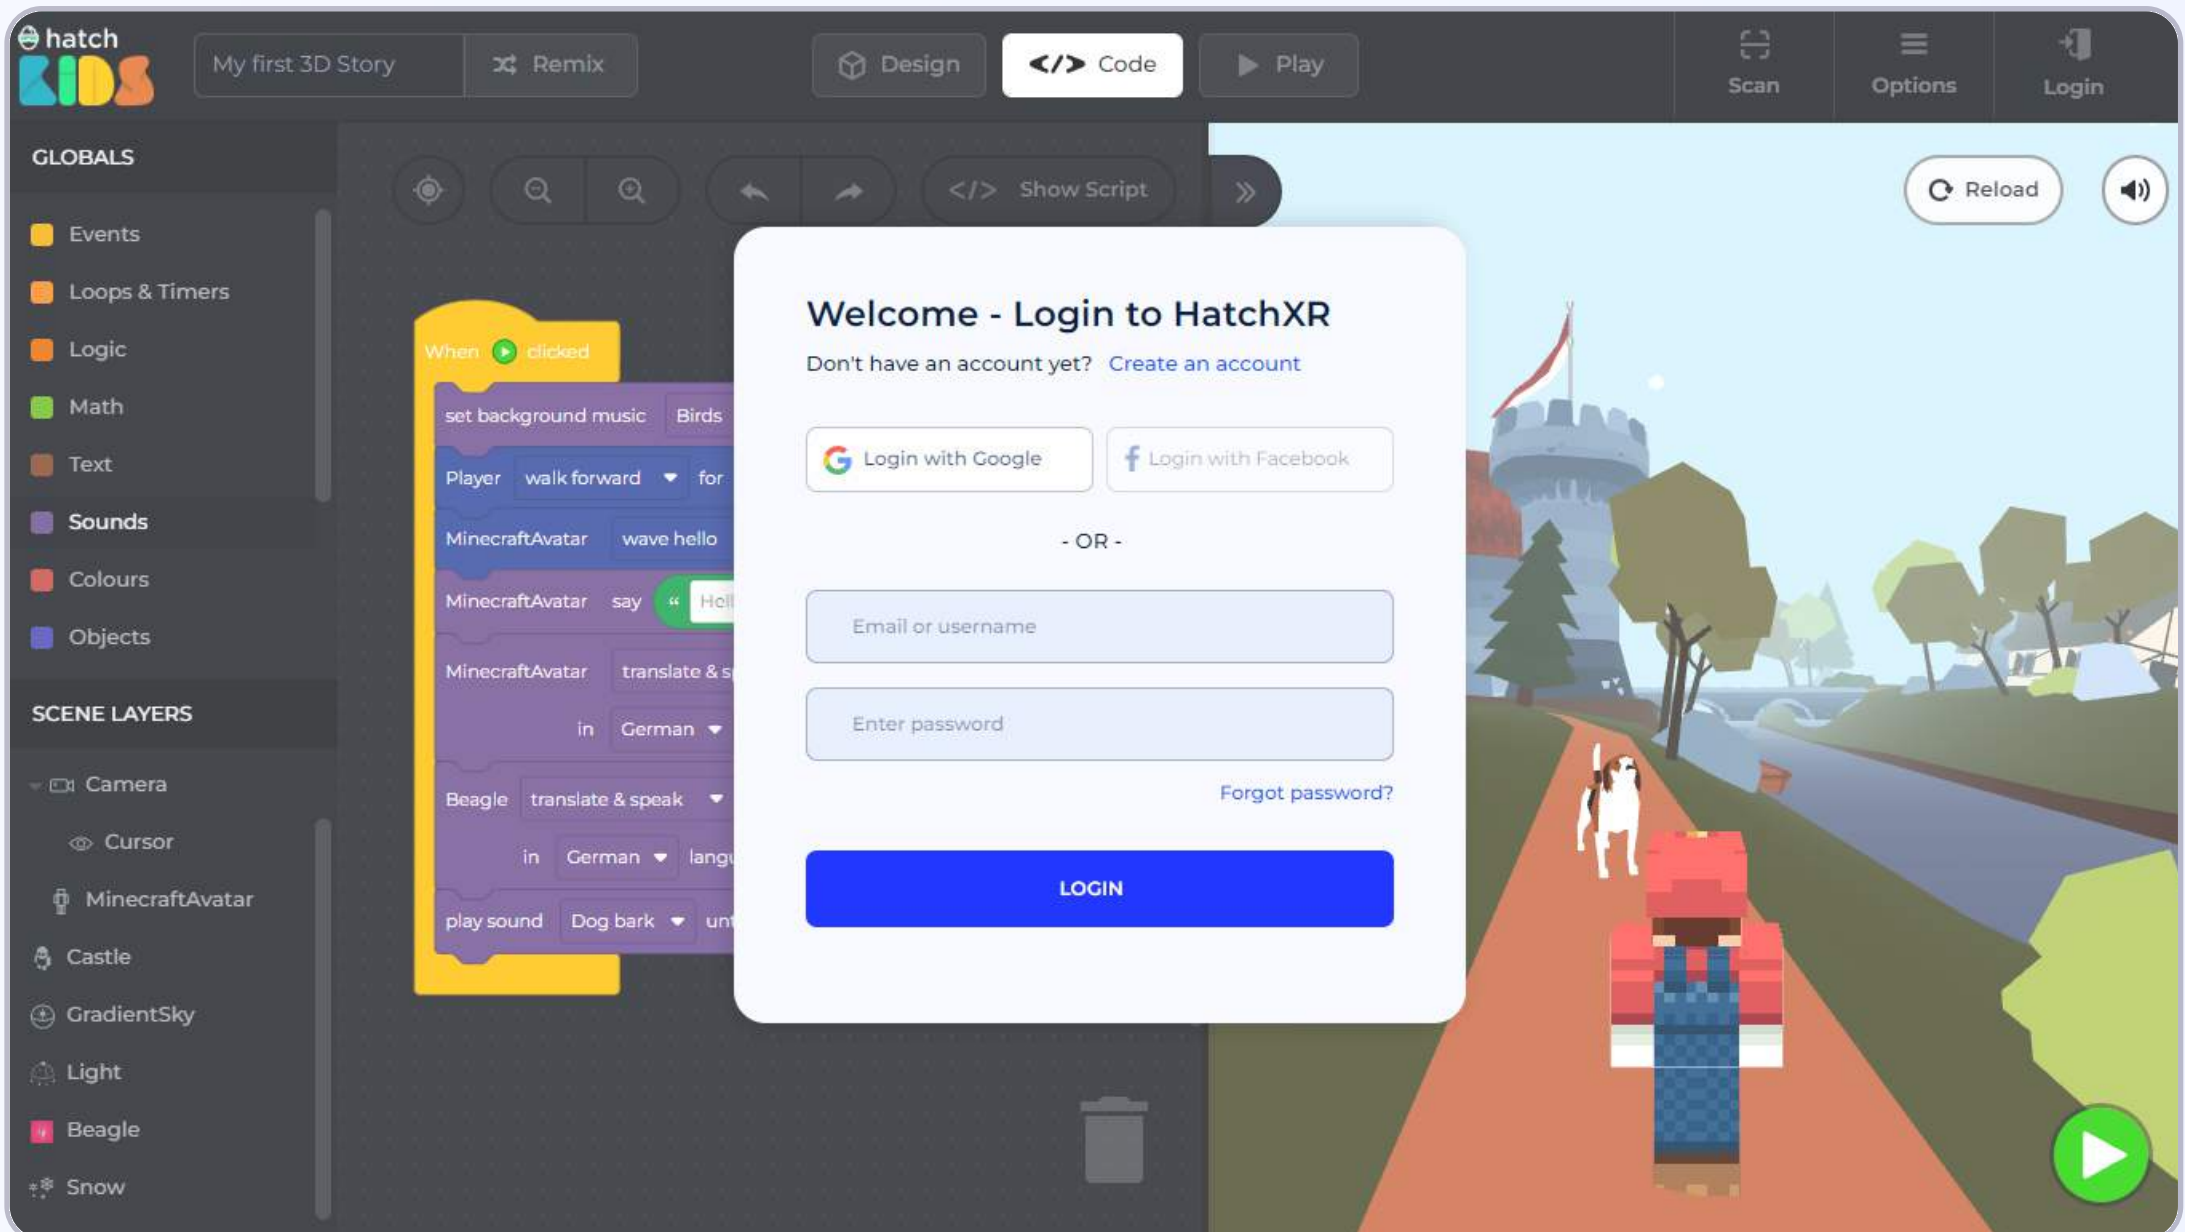 hatch
KIDS
My first 3D Story
Remix
Design
</> Code
Play
Scan
Options
Login
GLOBALS
Events
Loops & Timers
Logic
Math
Text
Sounds
Colours
Objects
SCENE LAYERS
Camera
Cursor
MinecraftAvatar
Castle
GradientSky
Light
Beagle
Snow
</> Show Script
When clicked
set background music Birds
Player walk forward for
MinecraftAvatar wave hello
MinecraftAvatar say “ Hell
MinecraftAvatar translate & s
in German
Beagle translate & speak
in German langu
play sound Dog bark unt
Welcome - Login to HatchXR
Don't have an account yet? Create an account
Login with Google
Login with Facebook
- OR -
Email or username
Enter password
Forgot password?
LOGIN
Reload